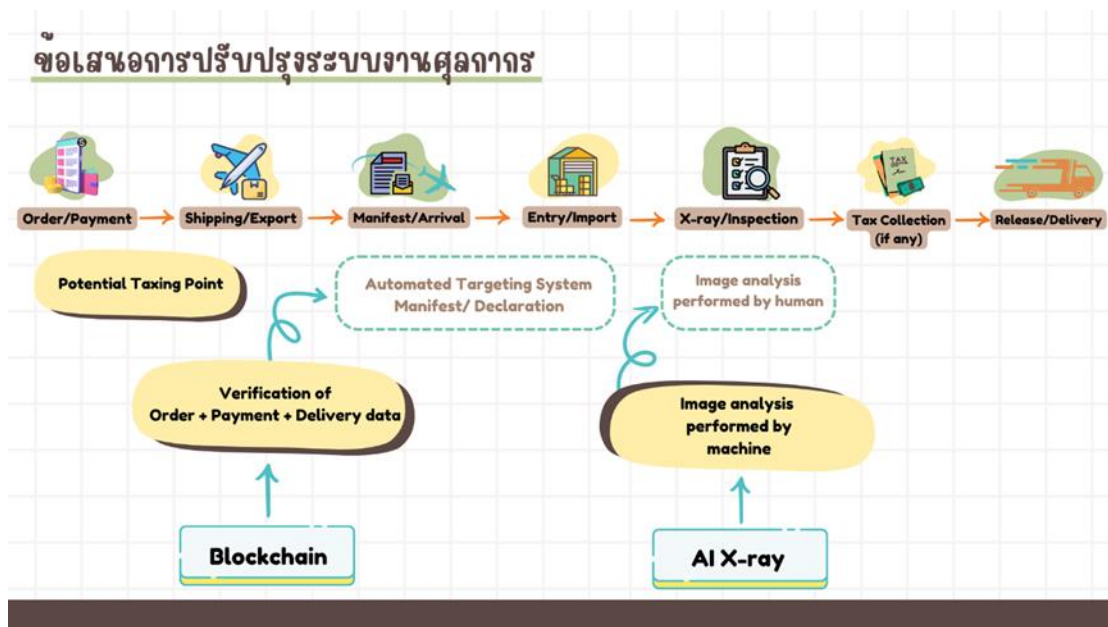 ข้อเสนอการปรับปรุงระบบงานศุลกากร
Order/Payment
Shipping/Export
Manifest/Arrival
Entry/Import
X-ray/Inspection
Tax Collection
(if any)
Release/Delivery
Potential Taxing Point
Automated Targeting System
Manifest/ Declaration
Image analysis
performed by human
Verification of
Order + Payment + Delivery data
Image analysis
performed by
machine
Blockchain
AI X-ray
TAX